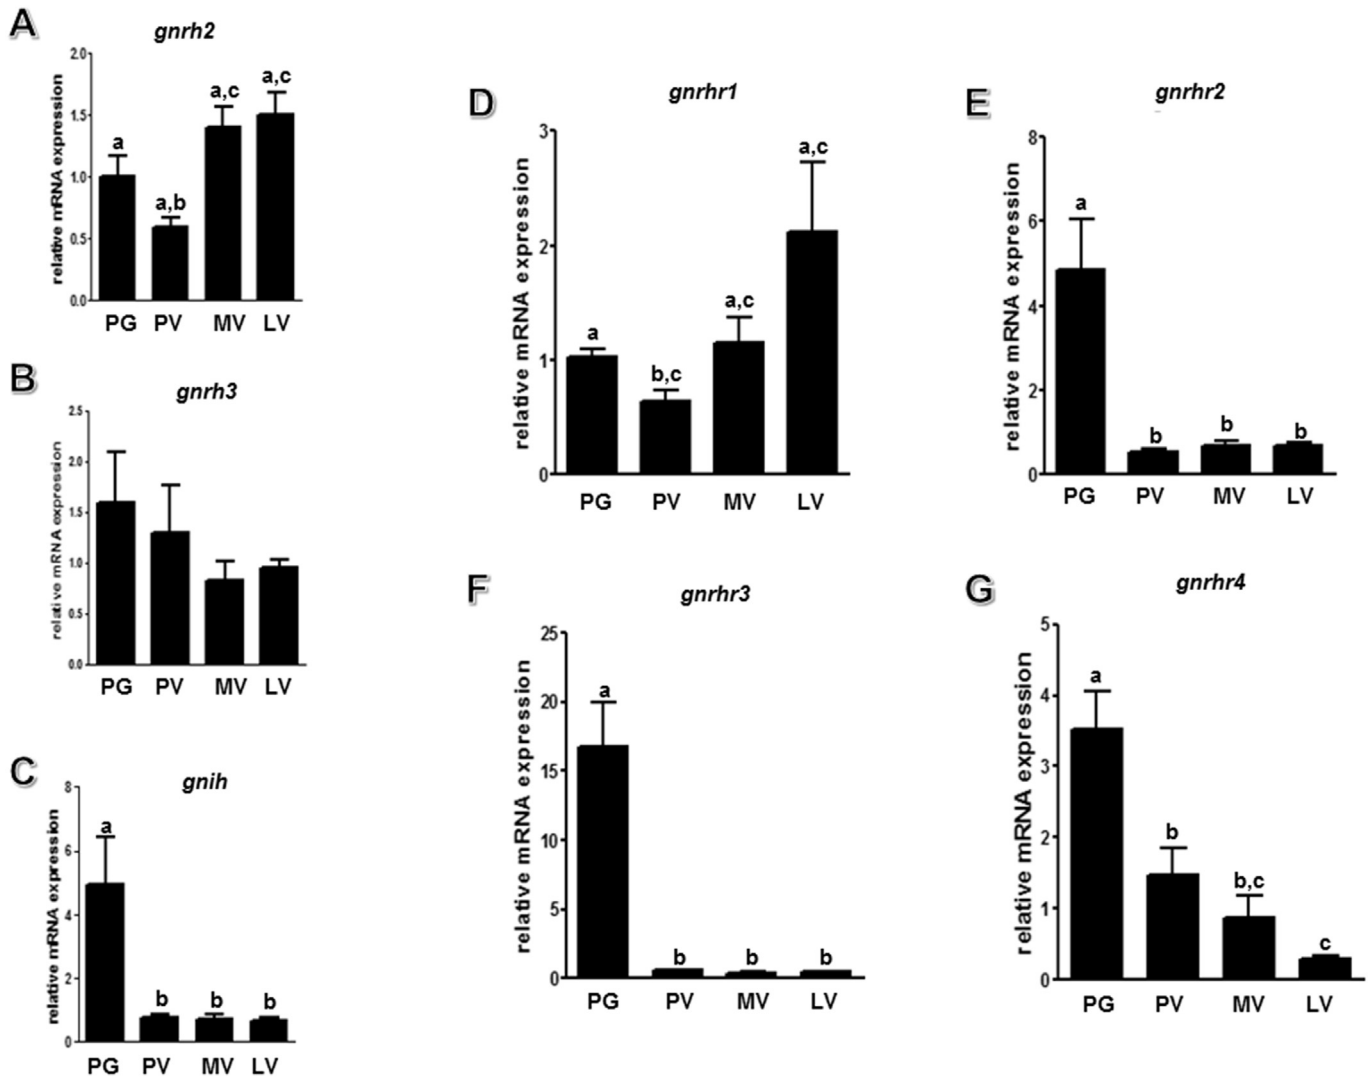 A
gnrh2
relative mRNA expression
2.0
1.5
1.0
0.5
0.0
a
a,b
a,c
a,c
PG PV MV LV
B
gnrh3
relative mRNA expression
2.5
2.0
1.5
1.0
0.5
0.0
PG PV MV LV
C
gnih
relative mRNA expression
8
6
4
2
0
a
b
b
b
PG PV MV LV
D
gnrhr1
relative mRNA expression
3
2
1
0
a
b,c
a,c
a,c
PG PV MV LV
E
gnrhr2
relative mRNA expression
8
6
4
2
0
a
b
b
b
PG PV MV LV
F
gnrhr3
relative mRNA expression
25
20
15
10
5
0
a
b
b
b
PG PV MV LV
G
gnrhr4
relative mRNA expression
5
4
3
2
1
0
a
b
b,c
c
PG PV MV LV